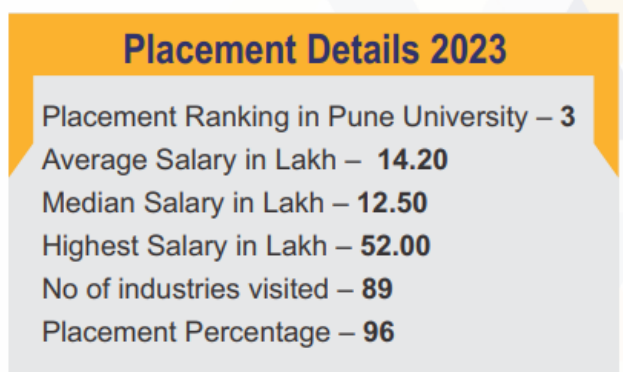 Placement Details 2023
Placement Ranking in Pune University – 3
Average Salary in Lakh – 14.20
Median Salary in Lakh – 12.50
Highest Salary in Lakh – 52.00
No of industries visited – 89
Placement Percentage – 96